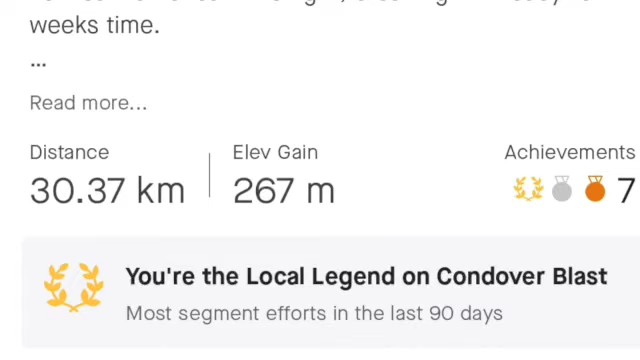 weeks time.
...
Read more...
Distance
Elev Gain
Achievements
30.37 km
267 m
7
You're the Local Legend on Condover Blast
Most segment efforts in the last 90 days